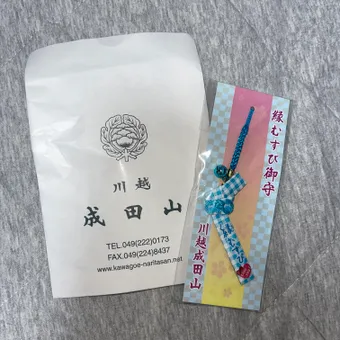 川越
成田山
TEL.049(222)0173
FAX.049(224)8437
www.kawagoe-naritasan.net
縁むすび御守
川越成田山